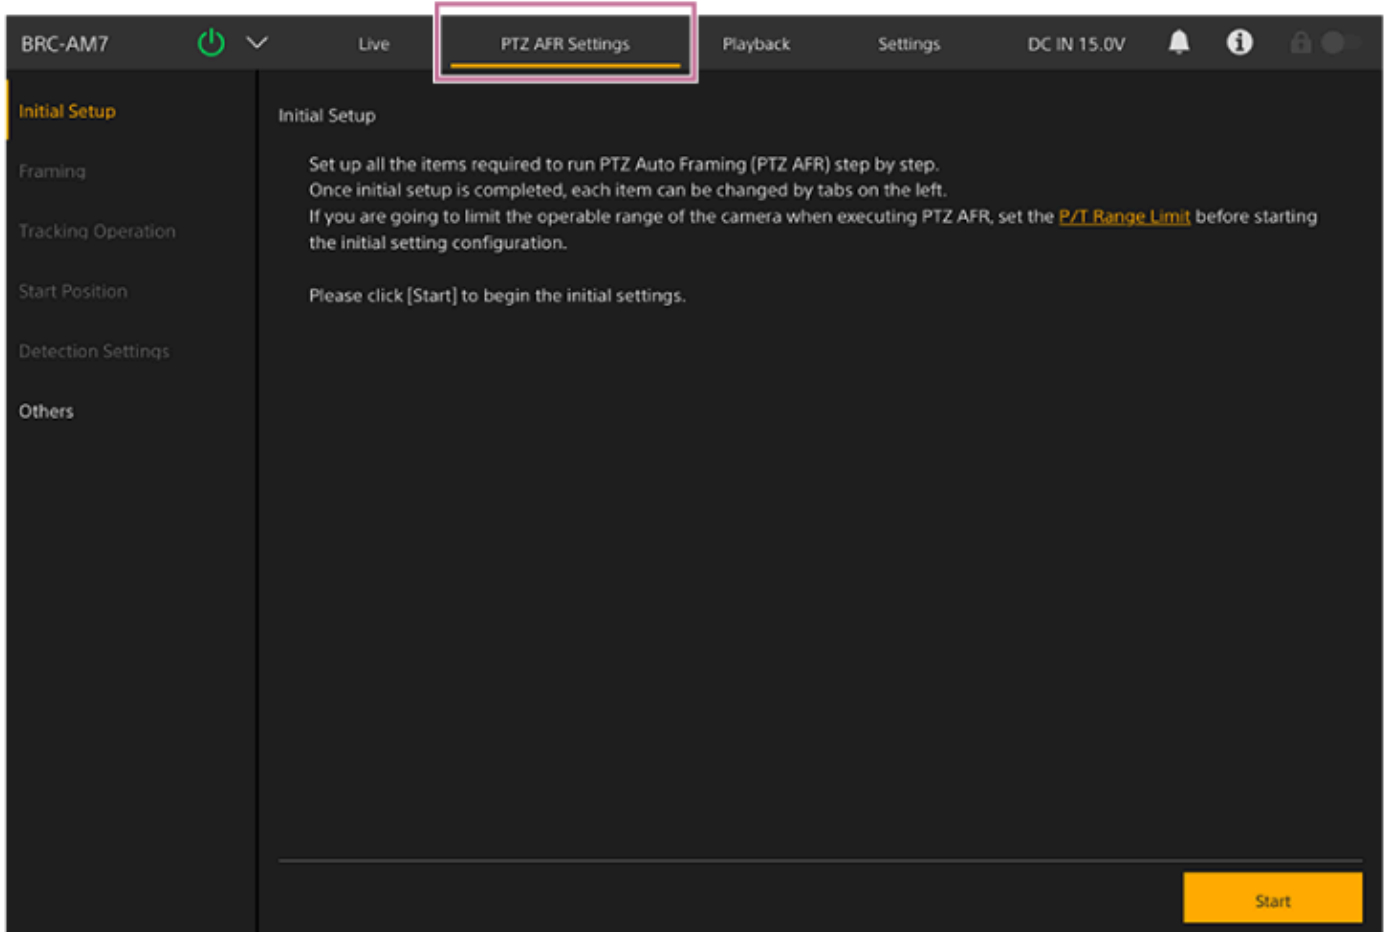 BRC-AM7
Live
PTZ AFR Settings
Playback
Settings
DC IN 15.0V
Initial Setup
Framing
Tracking Operation
Start Position
Detection Settings
Others
Initial Setup
Set up all the items required to run PTZ Auto Framing (PTZ AFR) step by step.
Once initial setup is completed, each item can be changed by tabs on the left.
If you are going to limit the operable range of the camera when executing PTZ AFR, set the P/T Range Limit before starting
the initial setting configuration.
Please click [Start] to begin the initial settings.
Start